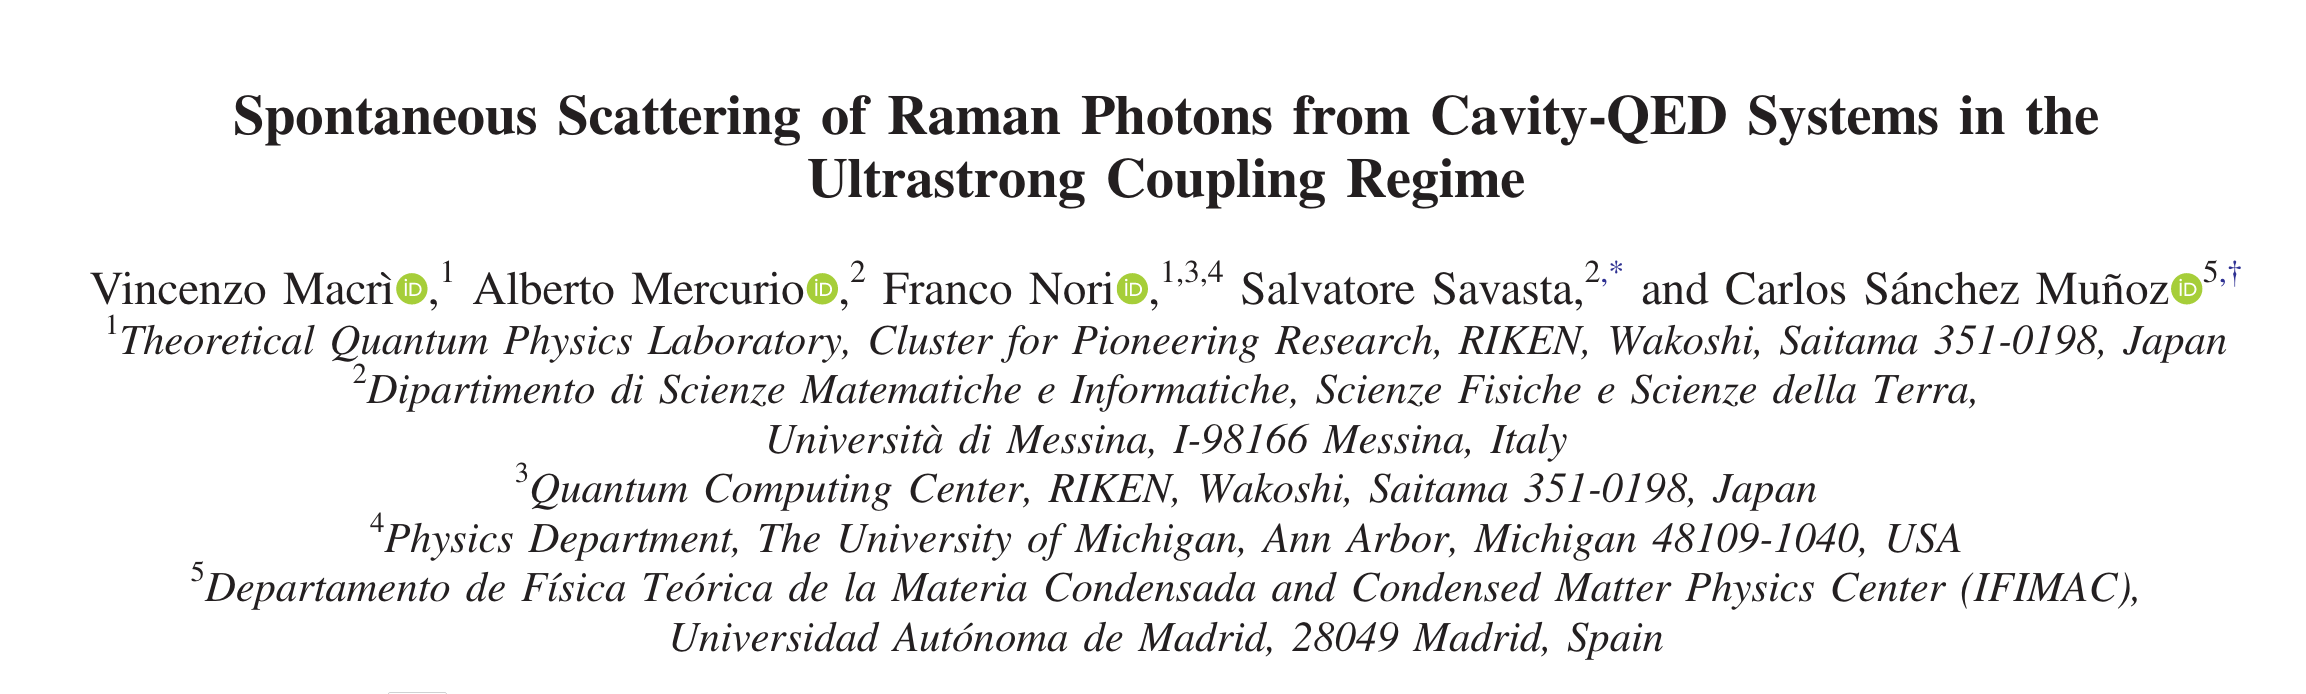 Spontaneous Scattering of Raman Photons from Cavity-QED Systems in the
Ultrastrong Coupling Regime
Vincenzo Macrì iD,1 Alberto Mercurio iD,2 Franco Nori iD,1,3,4 Salvatore Savasta,2,* and Carlos Sánchez Muñoz iD5,†
1Theoretical Quantum Physics Laboratory, Cluster for Pioneering Research, RIKEN, Wakoshi, Saitama 351-0198, Japan
2Dipartimento di Scienze Matematiche e Informatiche, Scienze Fisiche e Scienze della Terra,
Università di Messina, I-98166 Messina, Italy
3Quantum Computing Center, RIKEN, Wakoshi, Saitama 351-0198, Japan
4Physics Department, The University of Michigan, Ann Arbor, Michigan 48109-1040, USA
5Departamento de Física Teórica de la Materia Condensada and Condensed Matter Physics Center (IFIMAC),
Universidad Autónoma de Madrid, 28049 Madrid, Spain